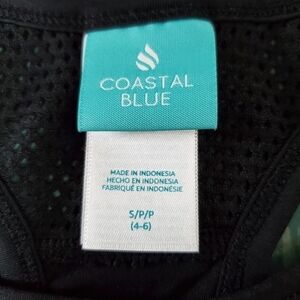 COASTAL
BLUE
MADE IN INDONESIA
HECHO EN INDONESIA
FABRIQUÉ EN INDONÉSIE
S/P/P
(4-6)